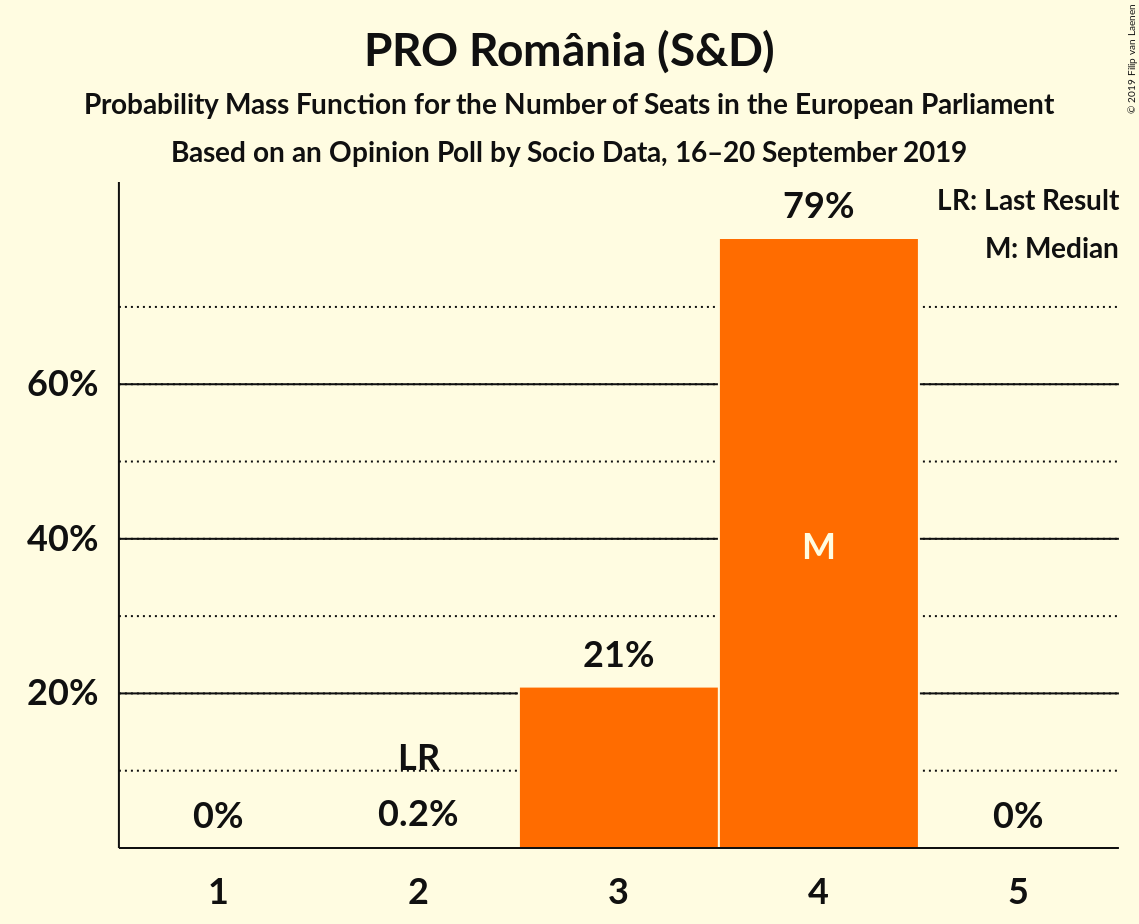 PRO România (S&D)
Probability Mass Function for the Number of Seats in the European Parliament
Based on an Opinion Poll by Socio Data, 16–20 September 2019
© 2019 Filip van Laenen
LR: Last Result
M: Median
79%
60%
40%
M
21%
20%
LR
0%
0.2%
0%
1
2
3
4
5